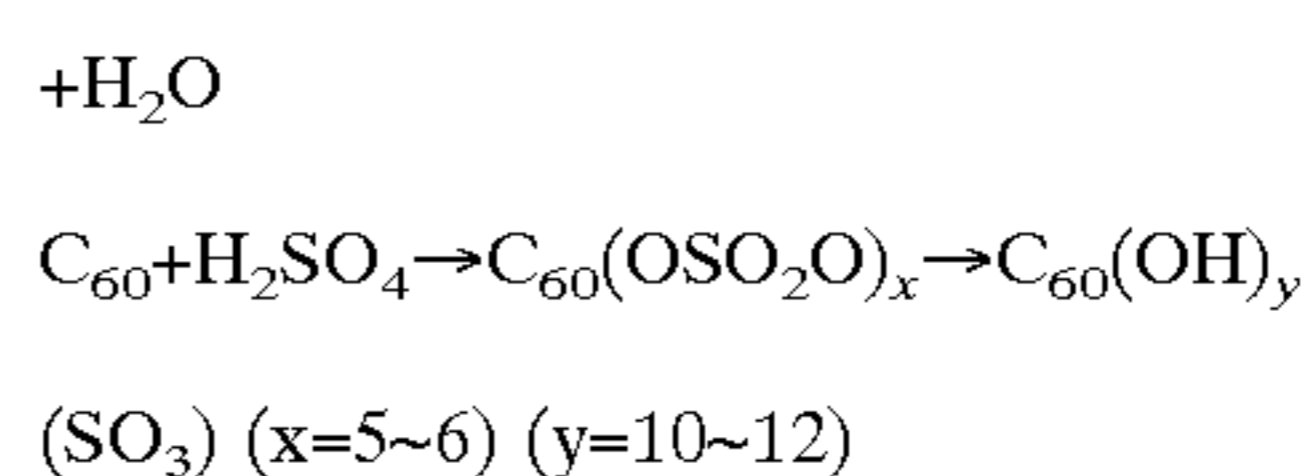 +H₂O
C₆₀+H₂SO₄→C₆₀(OSO₂O)ₓ→C₆₀(OH)y
(SO₃) (x=5~6) (y=10~12)